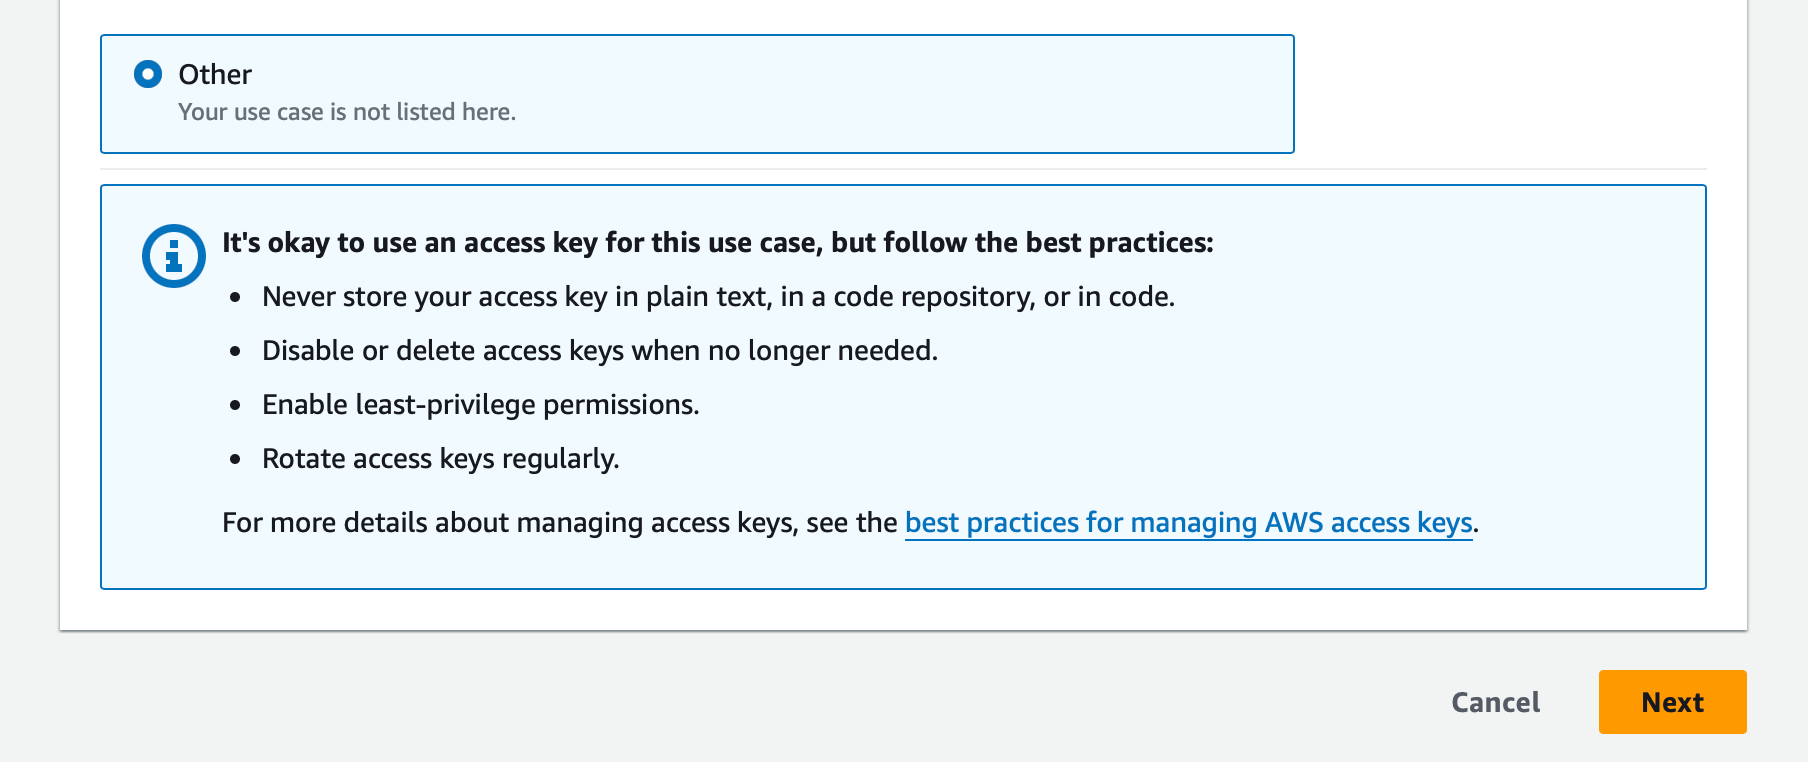 Other
Your use case is not listed here.
It's okay to use an access key for this use case, but follow the best practices:
• Never store your access key in plain text, in a code repository, or in code.
• Disable or delete access keys when no longer needed.
• Enable least-privilege permissions.
• Rotate access keys regularly.
For more details about managing access keys, see the best practices for managing AWS access keys.
Cancel Next